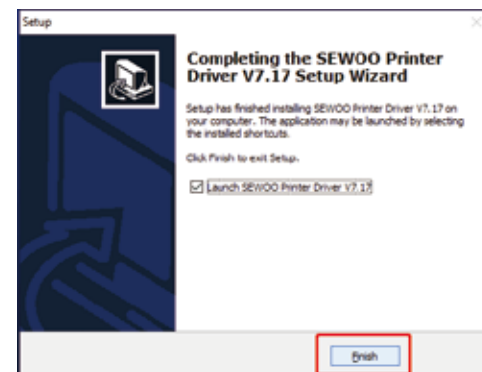 Setup
Completing the SEWOO Printer
Driver V7.17 Setup Wizard
Setup has finished installing SEWOO Printer Driver V7.17 on
your computer. The application may be launched by selecting
the installed shortcuts.
Click Finish to exit Setup.
Launch SEWOO Printer Driver V7.17
Finish